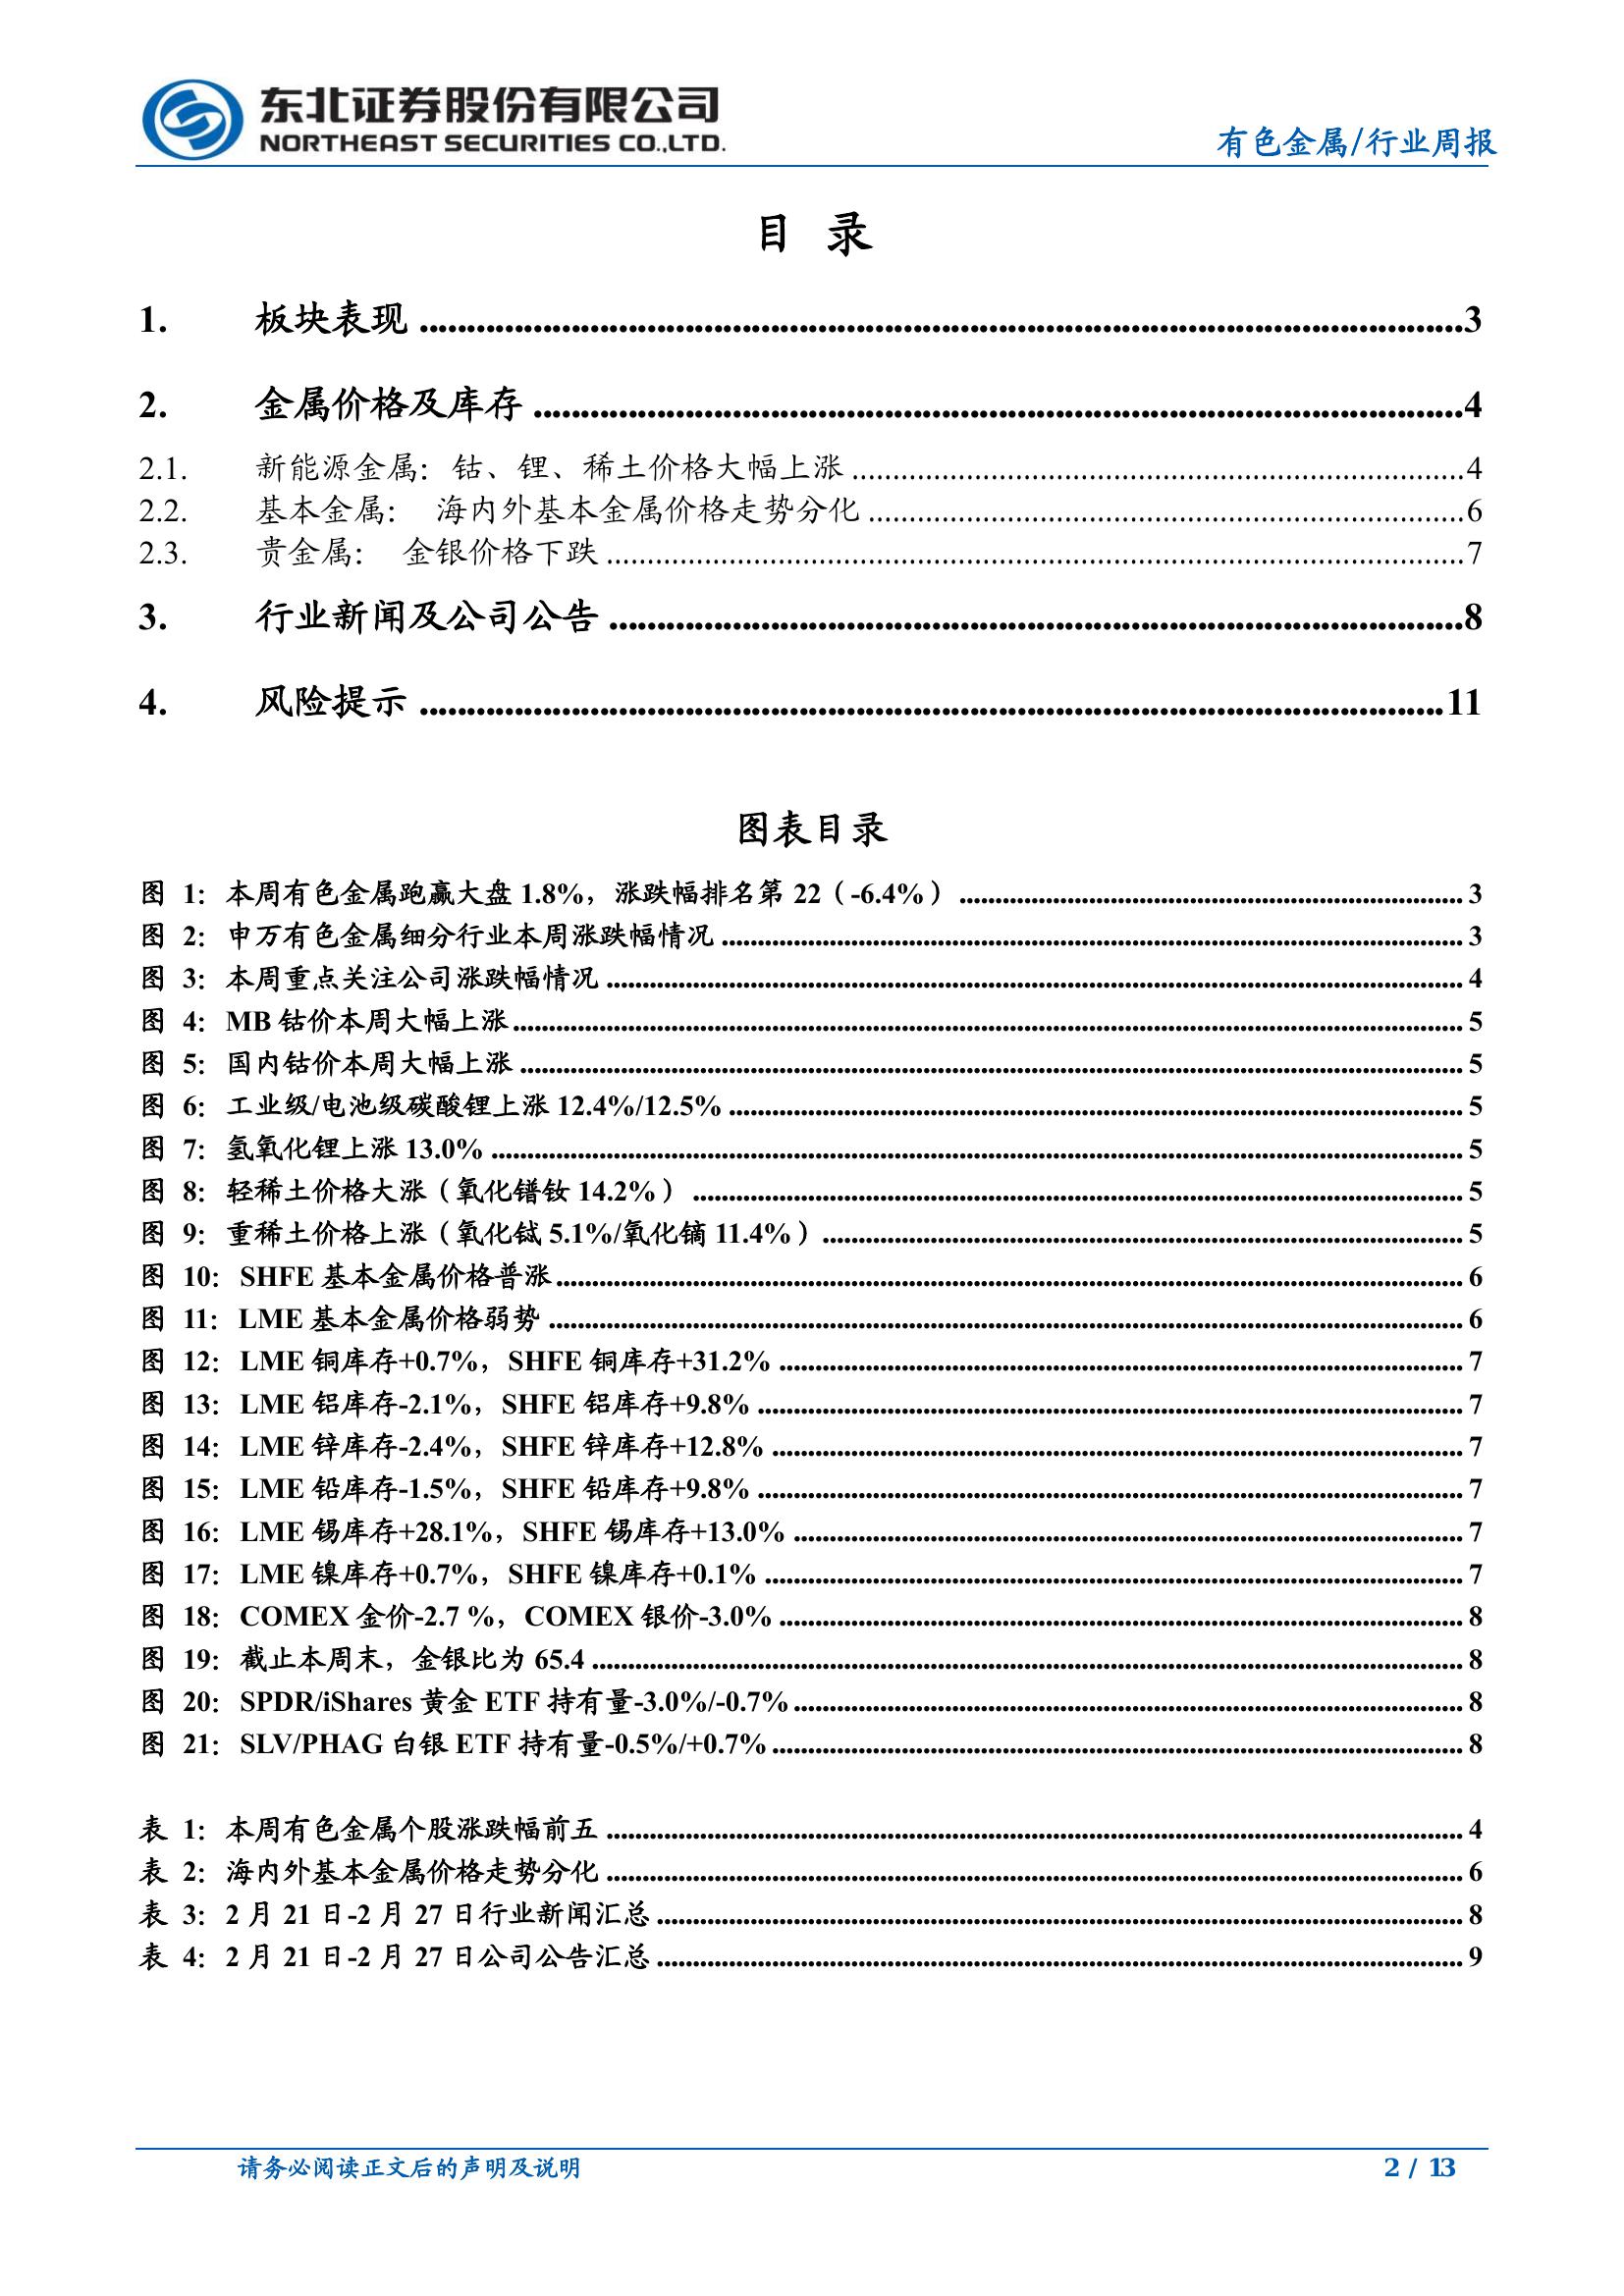 东北证券股份有限公司
NORTHEAST SECURITIES CO.,LTD.
有色金属/行业周报
目 录
1. 板块表现 ........ 3
2. 金属价格及库存 ........ 4
2.1. 新能源金属：钴、锂、稀土价格大幅上涨 ........ 4
2.2. 基本金属： 海内外基本金属价格走势分化 ........ 6
2.3. 贵金属： 金银价格下跌 ........ 7
3. 行业新闻及公司公告 ........ 8
4. 风险提示 ........ 11
图表目录
图 1：本周有色金属跑赢大盘 1.8%，涨跌幅排名第 22（-6.4%） ........ 3
图 2：申万有色金属细分行业本周涨跌幅情况 ........ 3
图 3：本周重点关注公司涨跌幅情况 ........ 4
图 4：MB 钴价本周大幅上涨 ........ 5
图 5：国内钴价本周大幅上涨 ........ 5
图 6：工业级/电池级碳酸锂上涨 12.4%/12.5% ........ 5
图 7：氢氧化锂上涨 13.0% ........ 5
图 8：轻稀土价格大涨（氧化镨钕 14.2%） ........ 5
图 9：重稀土价格上涨（氧化铽 5.1%/氧化镝 11.4%） ........ 5
图 10：SHFE 基本金属价格普涨 ........ 6
图 11：LME 基本金属价格弱势 ........ 6
图 12：LME 铜库存+0.7%，SHFE 铜库存+31.2% ........ 7
图 13：LME 铝库存-2.1%，SHFE 铝库存+9.8% ........ 7
图 14：LME 锌库存-2.4%，SHFE 锌库存+12.8% ........ 7
图 15：LME 铅库存-1.5%，SHFE 铅库存+9.8% ........ 7
图 16：LME 锡库存+28.1%，SHFE 锡库存+13.0% ........ 7
图 17：LME 镍库存+0.7%，SHFE 镍库存+0.1% ........ 7
图 18：COMEX 金价-2.7 %，COMEX 银价-3.0% ........ 8
图 19：截止本周末，金银比为 65.4 ........ 8
图 20：SPDR/iShares 黄金 ETF 持有量-3.0%/-0.7% ........ 8
图 21：SLV/PHAG 白银 ETF 持有量-0.5%/+0.7% ........ 8
表 1：本周有色金属个股涨跌幅前五 ........ 4
表 2：海内外基本金属价格走势分化 ........ 6
表 3：2 月 21 日-2 月 27 日行业新闻汇总 ........ 8
表 4：2 月 21 日-2 月 27 日公司公告汇总 ........ 9
请务必阅读正文后的声明及说明
2 / 13